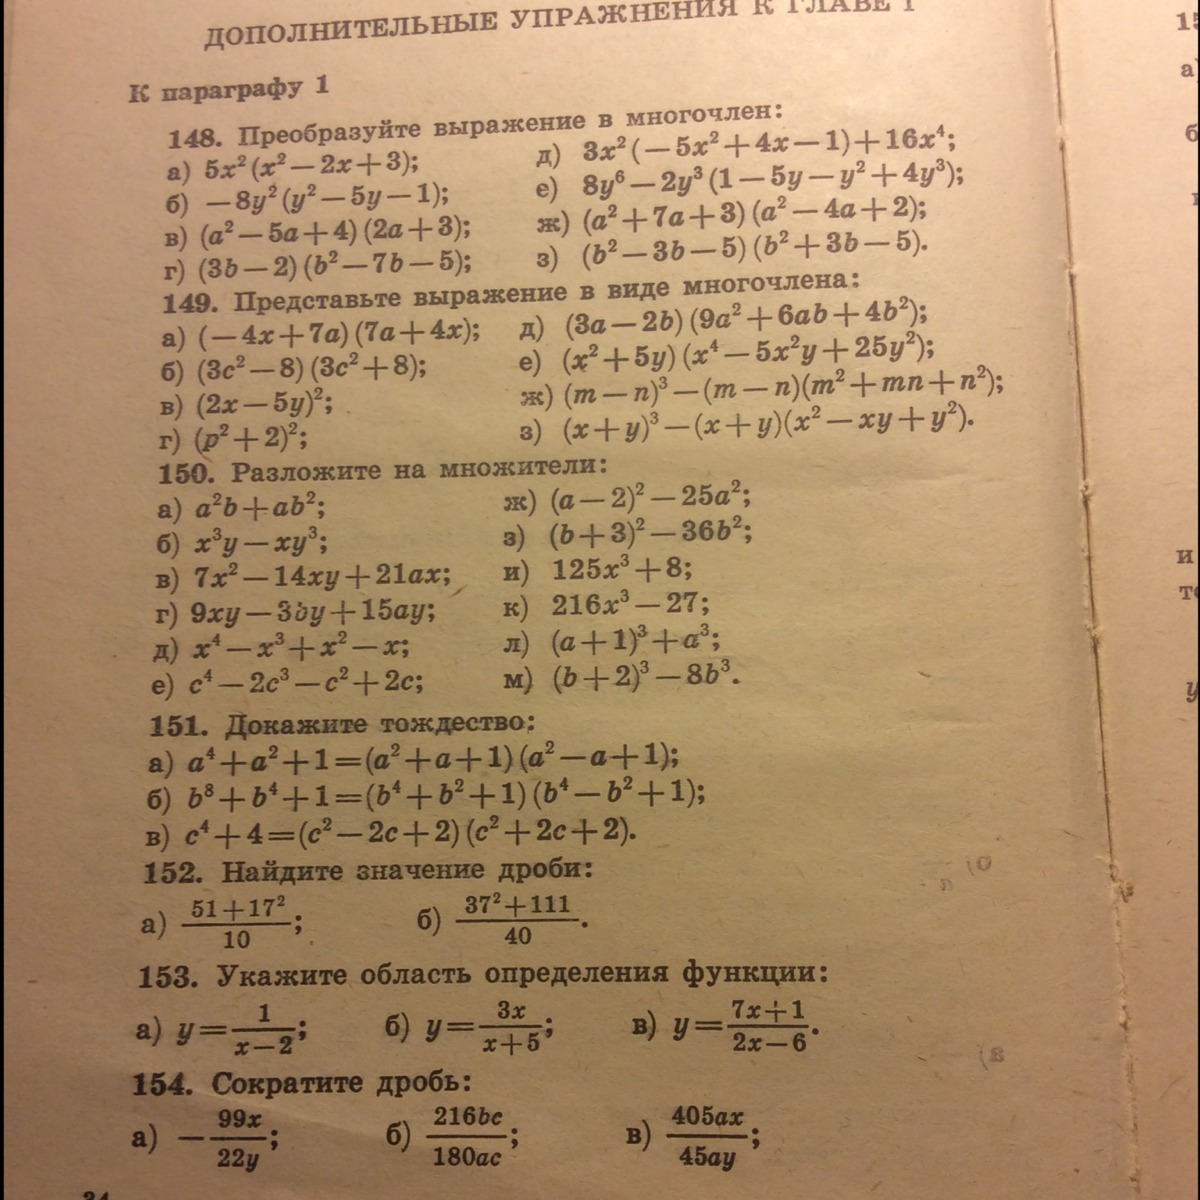 ДОПОЛНИТЕЛЬНЫЕ УПРАЖНЕНИЯ К ГЛАВЕ I
К параграфу 1
148. Преобразуйте выражение в многочлен:
а) 5x²(x²−2x+3); д) 3x²(−5x²+4x−1)+16x⁴;
б) −8y²(y²−5y−1); е) 8y⁶−2y³(1−5y−y²+4y³);
в) (a²−5a+4)(2a+3); ж) (a²+7a+3)(a²−4a+2);
г) (3b−2)(b²−7b−5); з) (b²−3b−5)(b²+3b−5).
149. Представьте выражение в виде многочлена:
а) (−4x+7a)(7a+4x); д) (3a−2b)(9a²+6ab+4b²);
б) (3c²−8)(3c²+8); е) (x²+5y)(x⁴−5x²y+25y²);
в) (2x−5y)²; ж) (m−n)³−(m−n)(m²+mn+n²);
г) (p²+2)²; з) (x+y)³−(x+y)(x²−xy+y²).
150. Разложите на множители:
а) a²b+ab²; ж) (a−2)²−25a²;
б) x³y−xy³; з) (b+3)²−36b²;
в) 7x²−14xy+21ax; и) 125x³+8;
г) 9xy−3by+15ay; к) 216x³−27;
д) x⁴−x³+x²−x; л) (a+1)³+a³;
е) c⁴−2c³−c²+2c; м) (b+2)³−8b³.
151. Докажите тождество:
а) a⁴+a²+1=(a²+a+1)(a²−a+1);
б) b⁸+b⁴+1=(b⁴+b²+1)(b⁴−b²+1);
в) c⁴+4=(c²−2c+2)(c²+2c+2).
152. Найдите значение дроби:
а) (51+17²)/10; б) (37²+111)/40.
153. Укажите область определения функции:
а) y=1/(x−2); б) y=3x/(x+5); в) y=(7x+1)/(2x−6).
154. Сократите дробь:
а) −99x/22y; б) 216bc/180ac; в) 405ax/45ay;